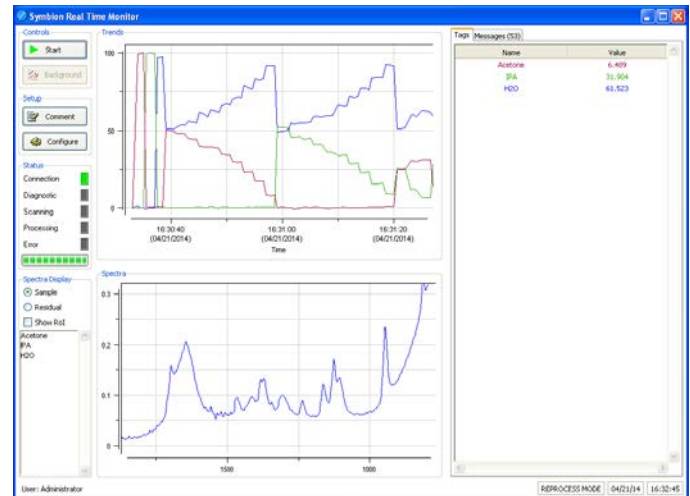 Symbion Real Time Monitor
Controls
Start
Background
Setup
Comment
Configure
Status
Connection
Diagnostic
Scanning
Processing
Error
Spectra Display
Sample
Residual
Show RoI
Acetone
IPA
H2O
Trends
100
50
0
16:30:40 16:31:00 16:31:20
(04/21/2014) (04/21/2014) (04/21/2014)
Time
Spectra
0.3
0.2
0.1
0
1500 1000
Tags Messages (53)
Name Value
Acetone 6.489
IPA 31.904
H2O 61.523
User: Administrator
REPROCESS MODE 04/21/14 16:32:45